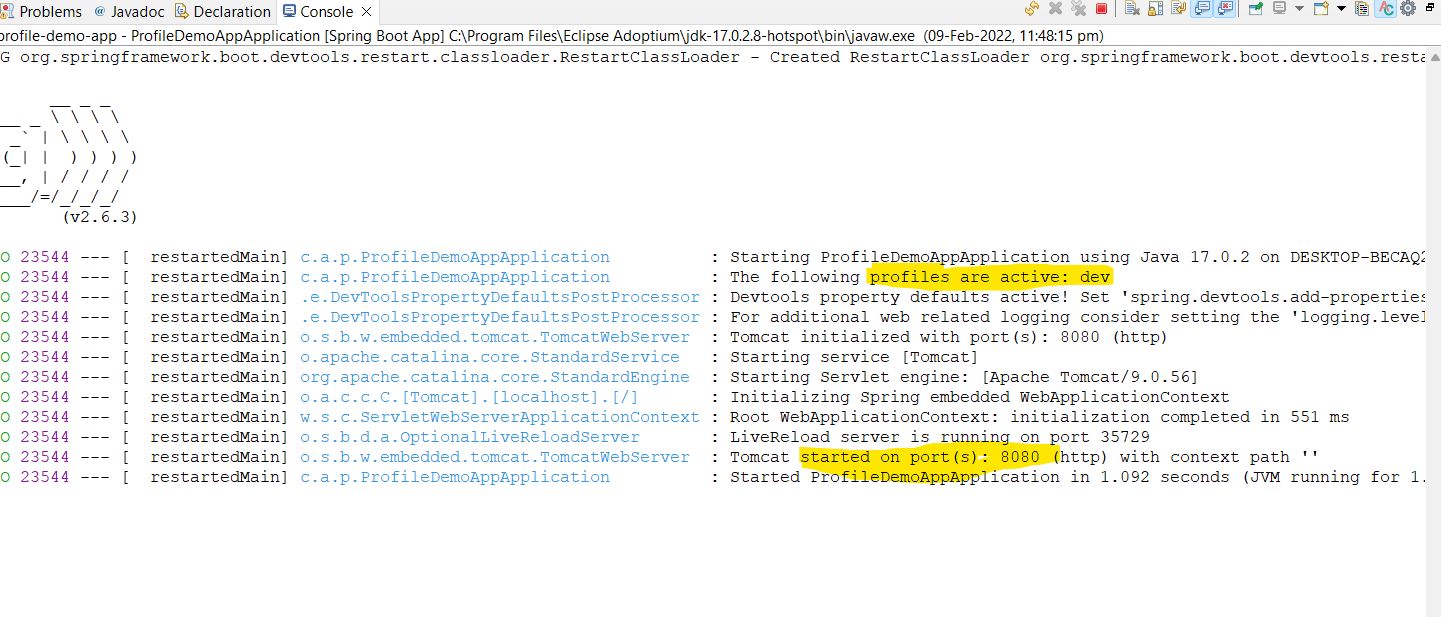 Problems @ Javadoc Declaration Console
profile-demo-app - ProfileDemoAppApplication [Spring Boot App] C:\Program Files\Eclipse Adoptium\jdk-17.0.2.8-hotspot\bin\javaw.exe (09-Feb-2022, 11:48:15 pm)
G org.springframework.boot.devtools.restart.classloader.RestartClassLoader - Created RestartClassLoader org.springframework.boot.devtools.resta
     __ _ _
__ _ \ \ \ \
 _` | \ \ \ \
(_| |  ) ) ) )
__, | / / / /
___/=/_/_/_/
      (v2.6.3)
O 23544 --- [  restartedMain] c.a.p.ProfileDemoAppApplication          : Starting ProfileDemoAppApplication using Java 17.0.2 on DESKTOP-BECAQ2
O 23544 --- [  restartedMain] c.a.p.ProfileDemoAppApplication          : The following profiles are active: dev
O 23544 --- [  restartedMain] .e.DevToolsPropertyDefaultsPostProcessor : Devtools property defaults active! Set 'spring.devtools.add-properties
O 23544 --- [  restartedMain] .e.DevToolsPropertyDefaultsPostProcessor : For additional web related logging consider setting the 'logging.level
O 23544 --- [  restartedMain] o.s.b.w.embedded.tomcat.TomcatWebServer  : Tomcat initialized with port(s): 8080 (http)
O 23544 --- [  restartedMain] o.apache.catalina.core.StandardService   : Starting service [Tomcat]
O 23544 --- [  restartedMain] org.apache.catalina.core.StandardEngine  : Starting Servlet engine: [Apache Tomcat/9.0.56]
O 23544 --- [  restartedMain] o.a.c.c.C.[Tomcat].[localhost].[/]       : Initializing Spring embedded WebApplicationContext
O 23544 --- [  restartedMain] w.s.c.ServletWebServerApplicationContext : Root WebApplicationContext: initialization completed in 551 ms
O 23544 --- [  restartedMain] o.s.b.d.a.OptionalLiveReloadServer       : LiveReload server is running on port 35729
O 23544 --- [  restartedMain] o.s.b.w.embedded.tomcat.TomcatWebServer  : Tomcat started on port(s): 8080 (http) with context path ''
O 23544 --- [  restartedMain] c.a.p.ProfileDemoAppApplication          : Started ProfileDemoAppApplication in 1.092 seconds (JVM running for 1.